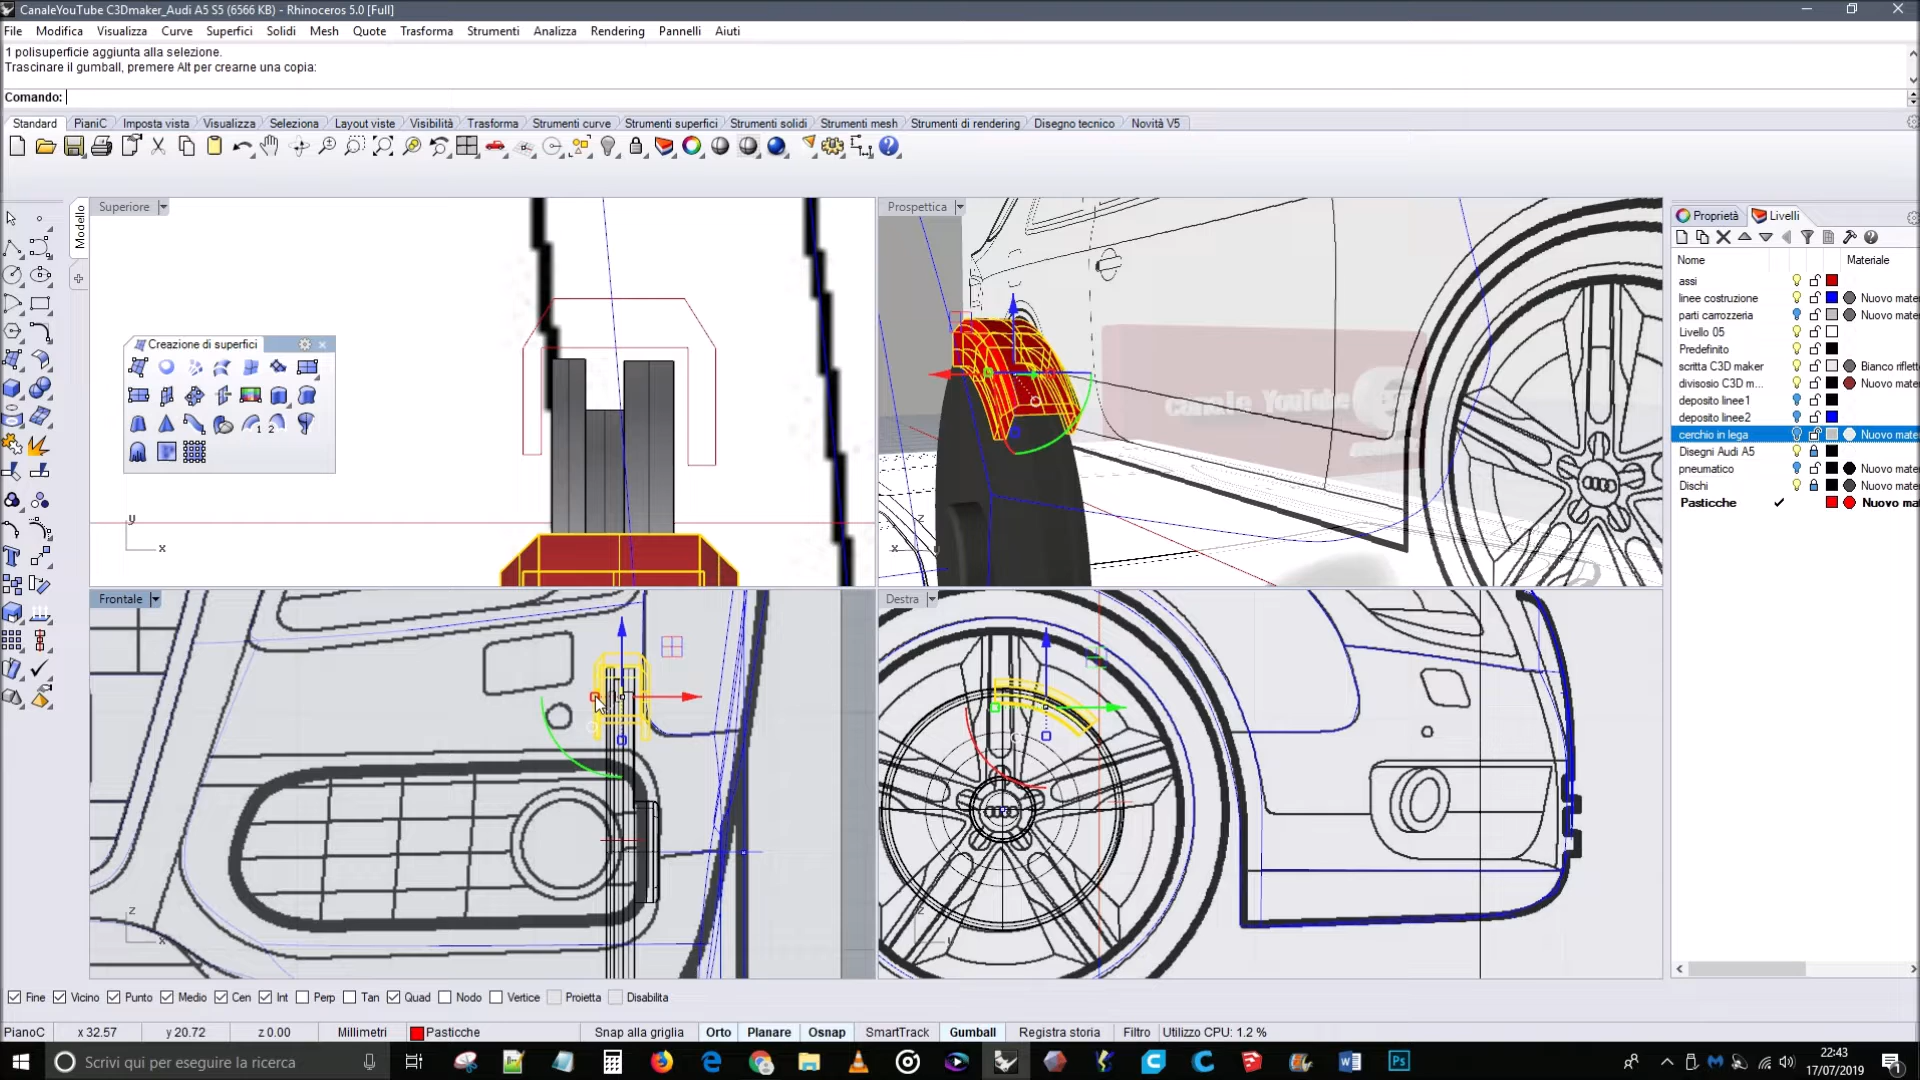 CanaleYouTube C3Dmaker_Audi A5 S5 (6566 KB) - Rhinoceros 5.0 [Full]
File Modifica Visualizza Curve Superfici Solidi Mesh Quote Trasforma Strumenti Analizza Rendering Pannelli Aiuti
1 polisuperficie aggiunta alla selezione.
Trascinare il gumball, premere Alt per crearne una copia:
Comando:
Standard PianiC Imposta vista Visualizza Seleziona Layout viste Visibilità Trasforma Strumenti curve Strumenti superfici Strumenti solidi Strumenti mesh Strumenti di rendering Disegno tecnico Novità V5
Modello
Superiore
Prospettica
Proprietà Livelli
Nome Materiale
assi
linee costruzione Nuovo mate
parti carrozzeria Nuovo mate
Livello 05
Predefinito
scritta C3D maker Bianco riflett
divisosio C3D m... Nuovo mate
deposito linee1
deposito linee2
cerchio in lega Nuovo mate
Disegni Audi A5
pneumatico Nuovo mate
Dischi Nuovo mate
Pasticche Nuovo ma
Creazione di superfici
1 2
canale YouTube
y
x
z
x
Frontale
Destra
z
x
z
Fine Vicino Punto Medio Cen Int Perp Tan Quad Nodo Vertice Proietta Disabilita
PianoC x 32.57 y 20.72 z 0.00 Millimetri Pasticche Snap alla griglia Orto Planare Osnap SmartTrack Gumball Registra storia Filtro Utilizzo CPU: 1.2 %
Scrivi qui per eseguire la ricerca
22:43
17/07/2019